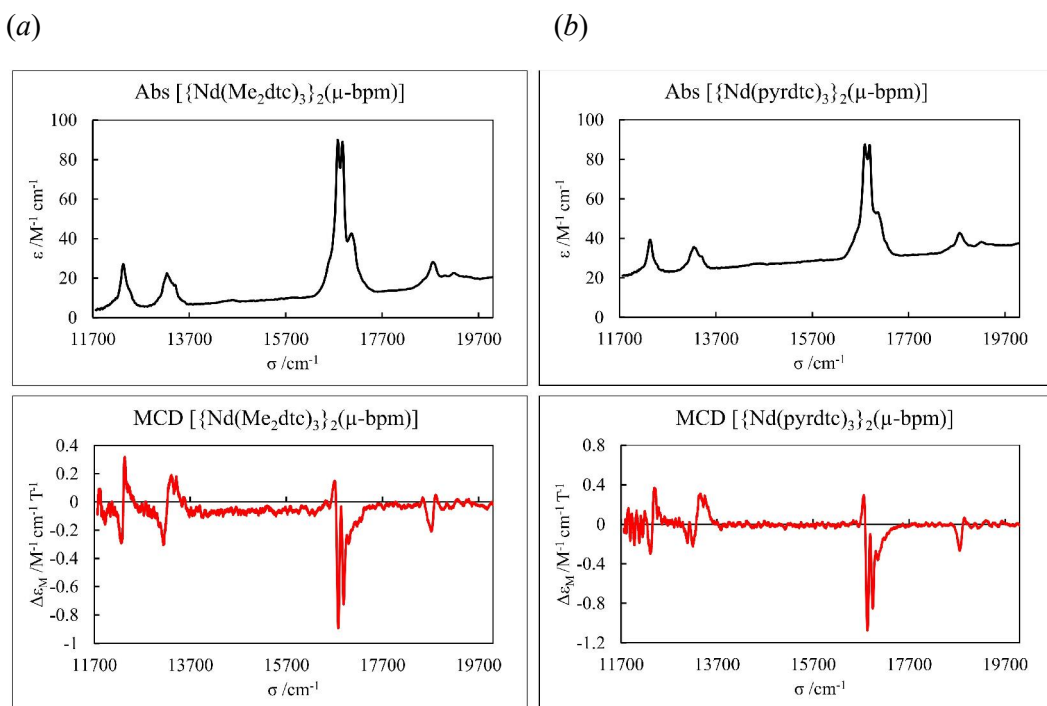 (a)
(b)
Abs [{Nd(Me₂dtc)₃}₂(μ-bpm)]
100
80
60
40
20
0
ε /M⁻¹ cm⁻¹
11700 13700 15700 17700 19700
σ /cm⁻¹
Abs [{Nd(pyrdtc)₃}₂(μ-bpm)]
100
80
60
40
20
0
ε /M⁻¹ cm⁻¹
11700 13700 15700 17700 19700
σ /cm⁻¹
MCD [{Nd(Me₂dtc)₃}₂(μ-bpm)]
0.4
0.2
0
-0.2
-0.4
-0.6
-0.8
-1
Δε_M /M⁻¹ cm⁻¹ T⁻¹
11700 13700 15700 17700 19700
σ /cm⁻¹
MCD [{Nd(pyrdtc)₃}₂(μ-bpm)]
0.8
0.4
0
-0.4
-0.8
-1.2
Δε_M /M⁻¹ cm⁻¹ T⁻¹
11700 13700 15700 17700 19700
σ /cm⁻¹